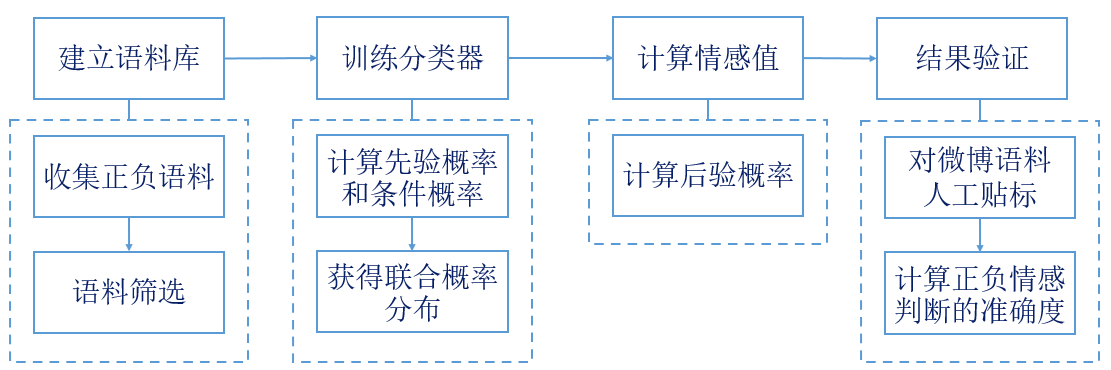 建立语料库
训练分类器
计算情感值
结果验证
收集正负语料
语料筛选
计算先验概率
和条件概率
获得联合概率
分布
计算后验概率
对微博语料
人工贴标
计算正负情感
判断的准确度